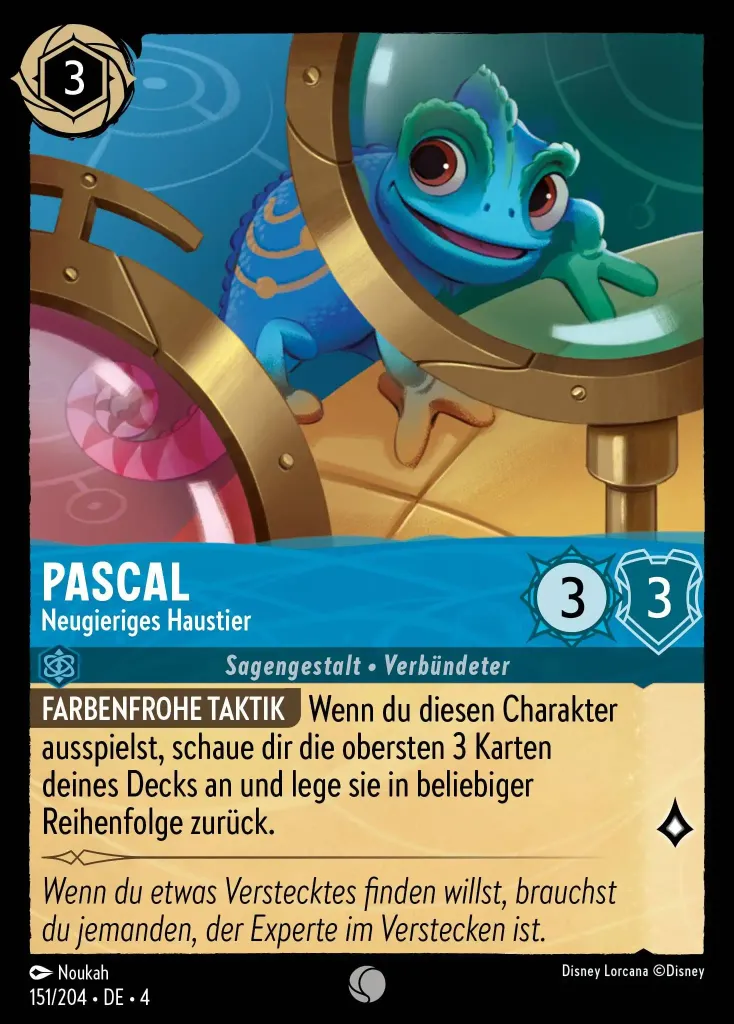 3
PASCAL
Neugieriges Haustier
3
3
Sagengestalt • Verbündeter
FARBENFROHE TAKTIK Wenn du diesen Charakter
ausspielst, schaue dir die obersten 3 Karten
deines Decks an und lege sie in beliebiger
Reihenfolge zurück.
Wenn du etwas Verstecktes finden willst, brauchst
du jemanden, der Experte im Verstecken ist.
Noukah
Disney Lorcana ©Disney
151/204 • DE • 4